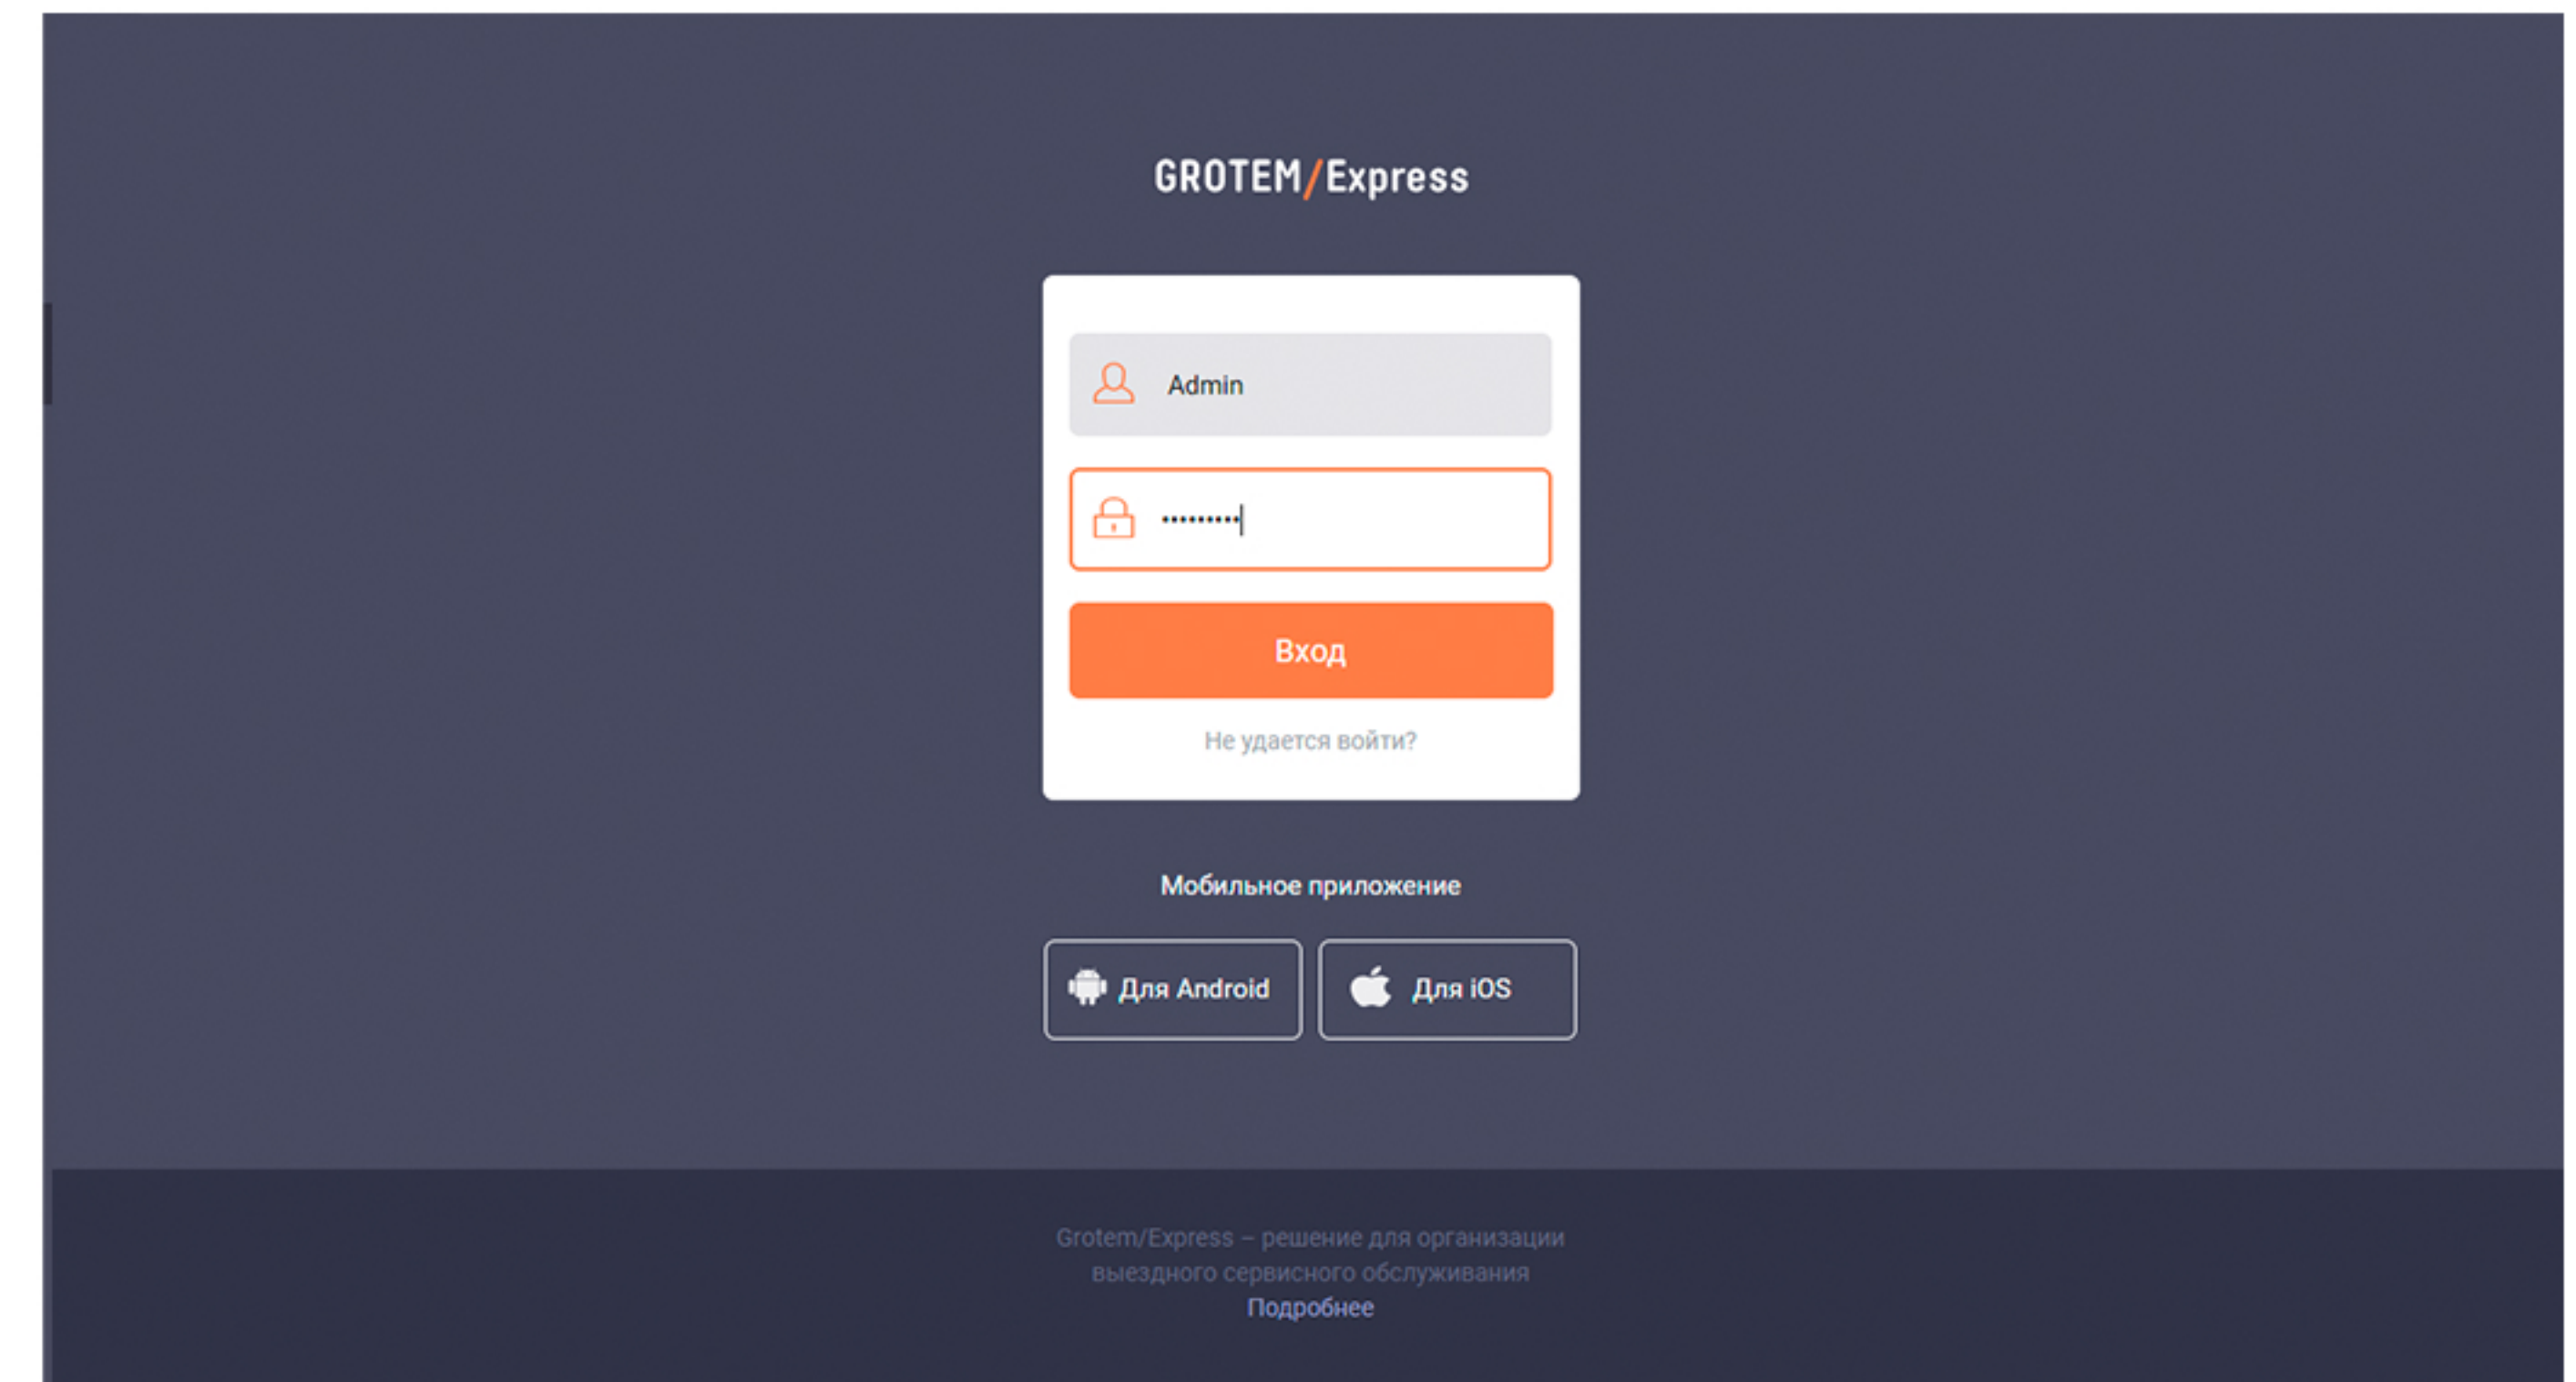 GROTEM/Express
Admin
•••••••••
Вход
Не удается войти?
Мобильное приложение
Для Android
Для iOS
Grotem/Express – решение для организации
выездного сервисного обслуживания
Подробнее